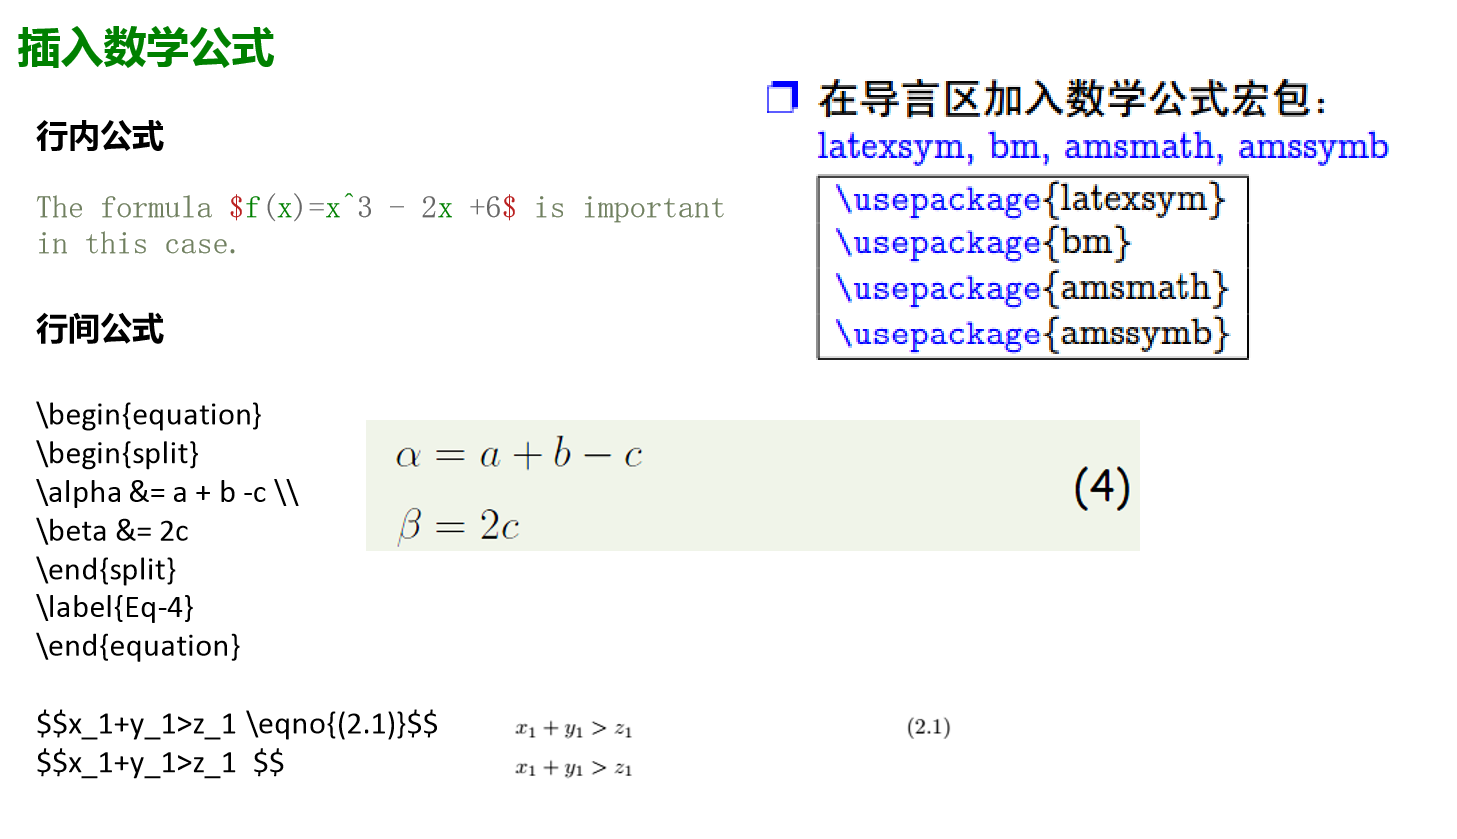 插入数学公式
行内公式
The formula $f(x)=x^3 - 2x +6$ is important
in this case.
行间公式
\begin{equation}
\begin{split}
\alpha &= a + b -c \\
\beta &= 2c
\end{split}
\label{Eq-4}
\end{equation}
$$x_1+y_1>z_1 \eqno{(2.1)}$$
$$x_1+y_1>z_1  $$
在导言区加入数学公式宏包：
latexsym, bm, amsmath, amssymb
\usepackage{latexsym}
\usepackage{bm}
\usepackage{amsmath}
\usepackage{amssymb}
α = a + b − c
(4)
β = 2c
x₁ + y₁ > z₁ (2.1)
x₁ + y₁ > z₁